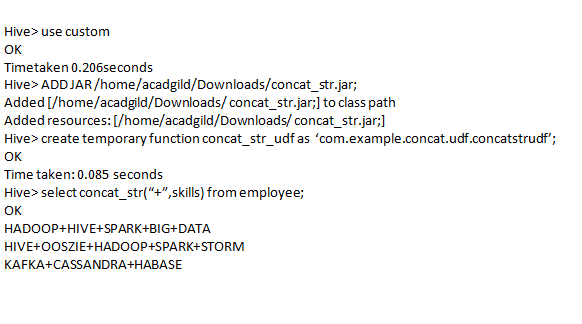 Hive> use custom
OK
Timetaken 0.206seconds
Hive> ADD JAR /home/acadgild/Downloads/concat_str.jar;
Added [/home/acadgild/Downloads/ concat_str.jar;] to class path
Added resources: [/home/acadgild/Downloads/ concat_str.jar;]
Hive> create temporary function concat_str_udf as ‘com.example.concat.udf.concatstrudf’;
OK
Time taken: 0.085 seconds
Hive> select concat_str(“+”,skills) from employee;
OK
HADOOP+HIVE+SPARK+BIG+DATA
HIVE+OOSZIE+HADOOP+SPARK+STORM
KAFKA+CASSANDRA+HABASE